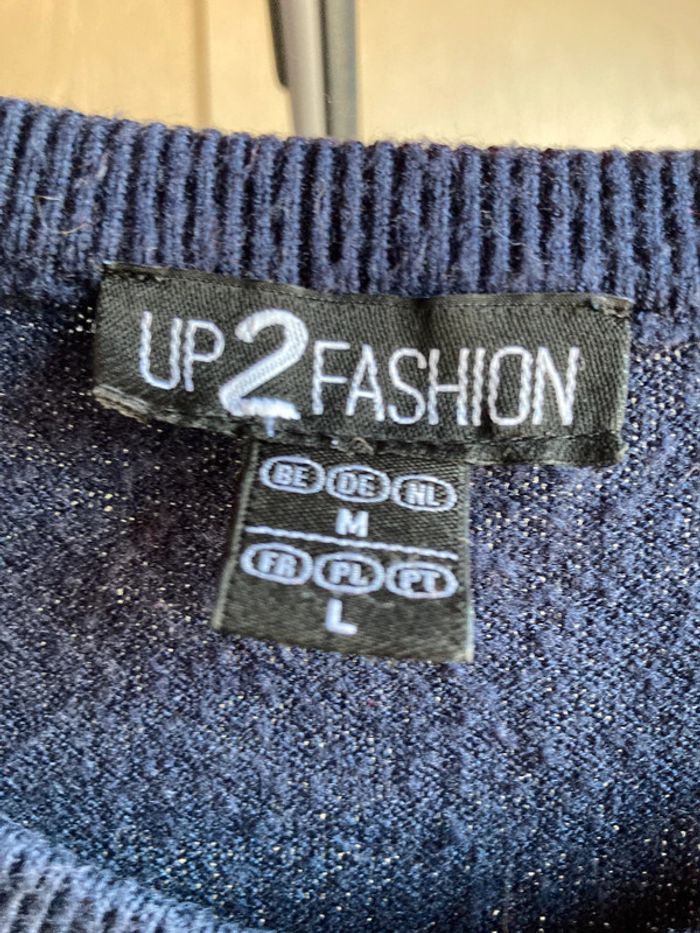 UP2FASHION
BE DE NL
M
FR PL PT
L